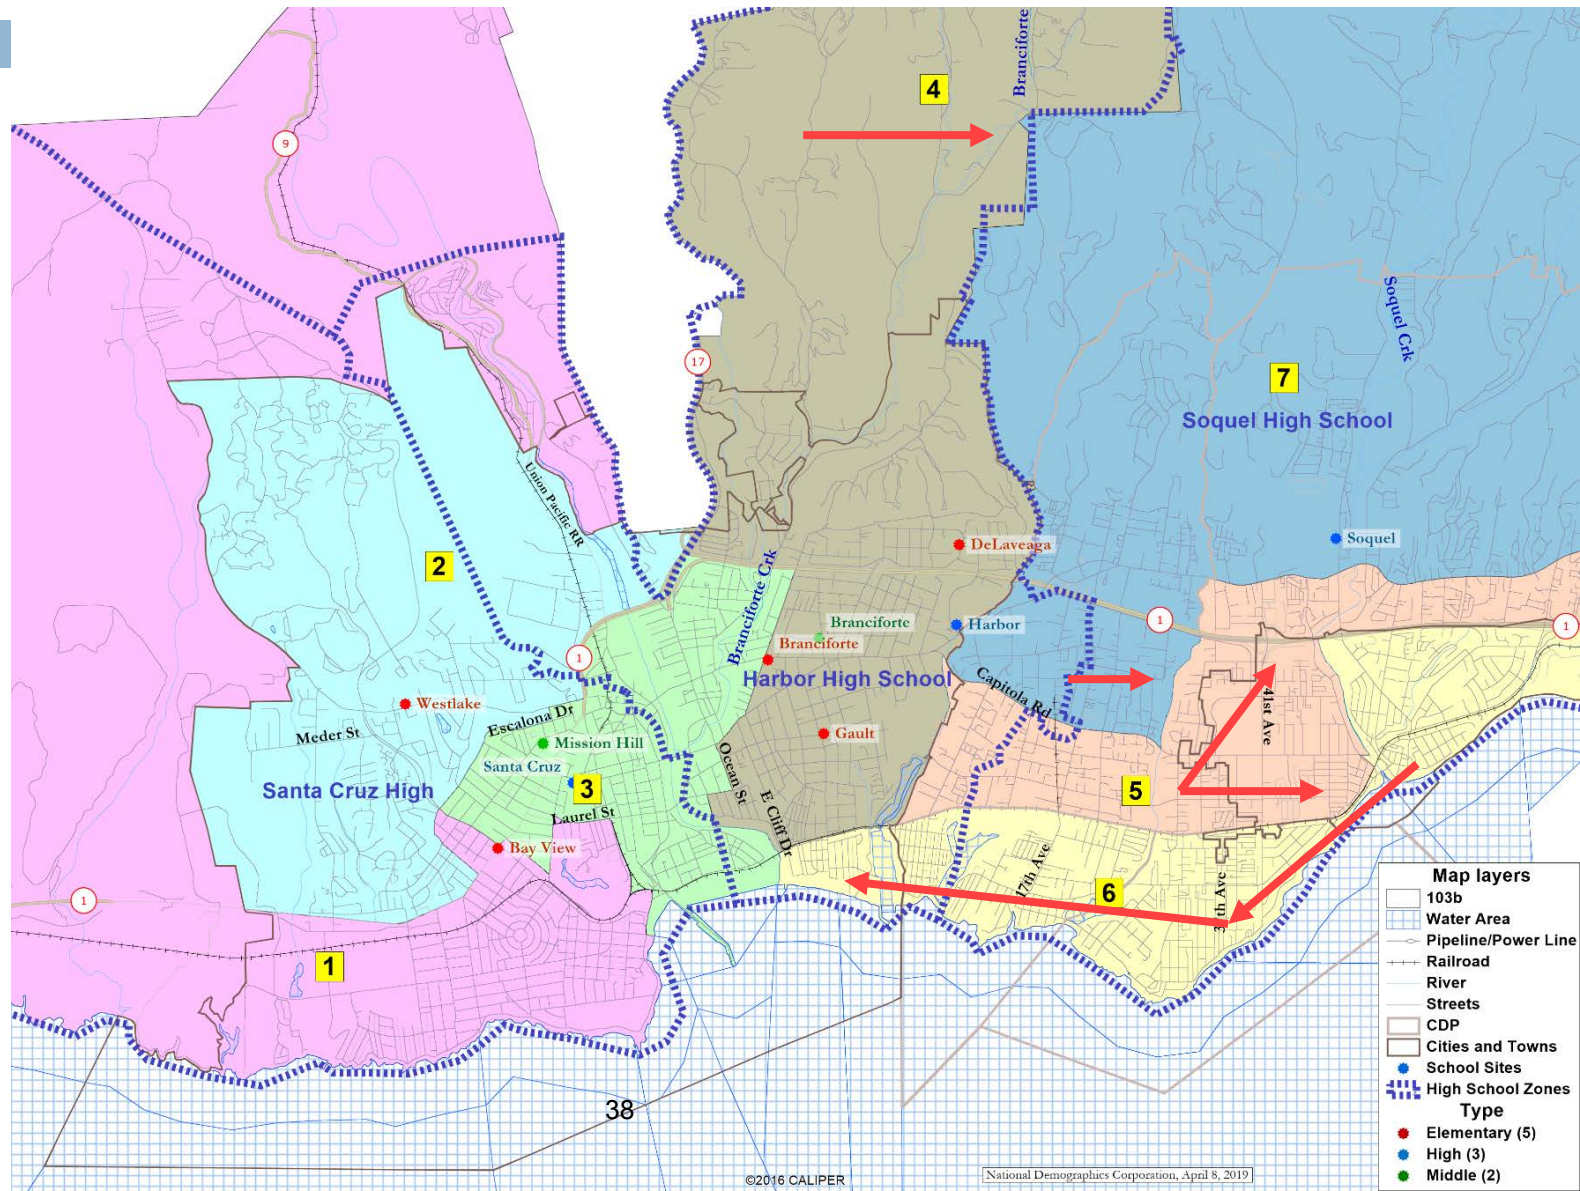 Branciforte
4
9
17
7
Soquel High School
Soquel Crk
Union Pacific RR
2
DeLaveaga
Soquel
Branciforte Crk
Branciforte
Harbor
1
1
Branciforte
1
Harbor High School
Capitola Rd
Westlake
Escalona Dr
Meder St
Mission Hill
Gault
41st Ave
Santa Cruz
Santa Cruz High
3
Ocean St
5
Laurel St
E Cliff Dr
Bay View
17th Ave
6
1
1
38
©2016 CALIPER
National Demographics Corporation, April 8, 2019
Map layers
103b
Water Area
Pipeline/Power Line
Railroad
River
Streets
CDP
Cities and Towns
School Sites
High School Zones
Type
Elementary (5)
High (3)
Middle (2)